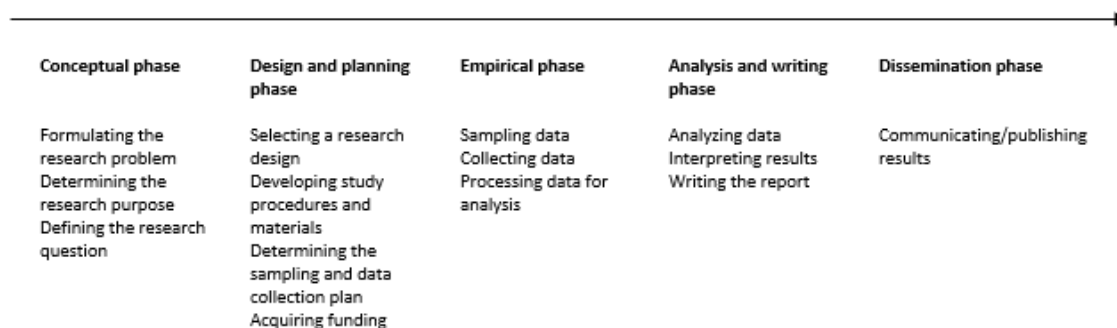 Conceptual phase
Formulating the
research problem
Determining the
research purpose
Defining the research
question
Design and planning
phase
Selecting a research
design
Developing study
procedures and
materials
Determining the
sampling and data
collection plan
Acquiring funding
Empirical phase
Sampling data
Collecting data
Processing data for
analysis
Analysis and writing
phase
Analyzing data
Interpreting results
Writing the report
Dissemination phase
Communicating/publishing
results